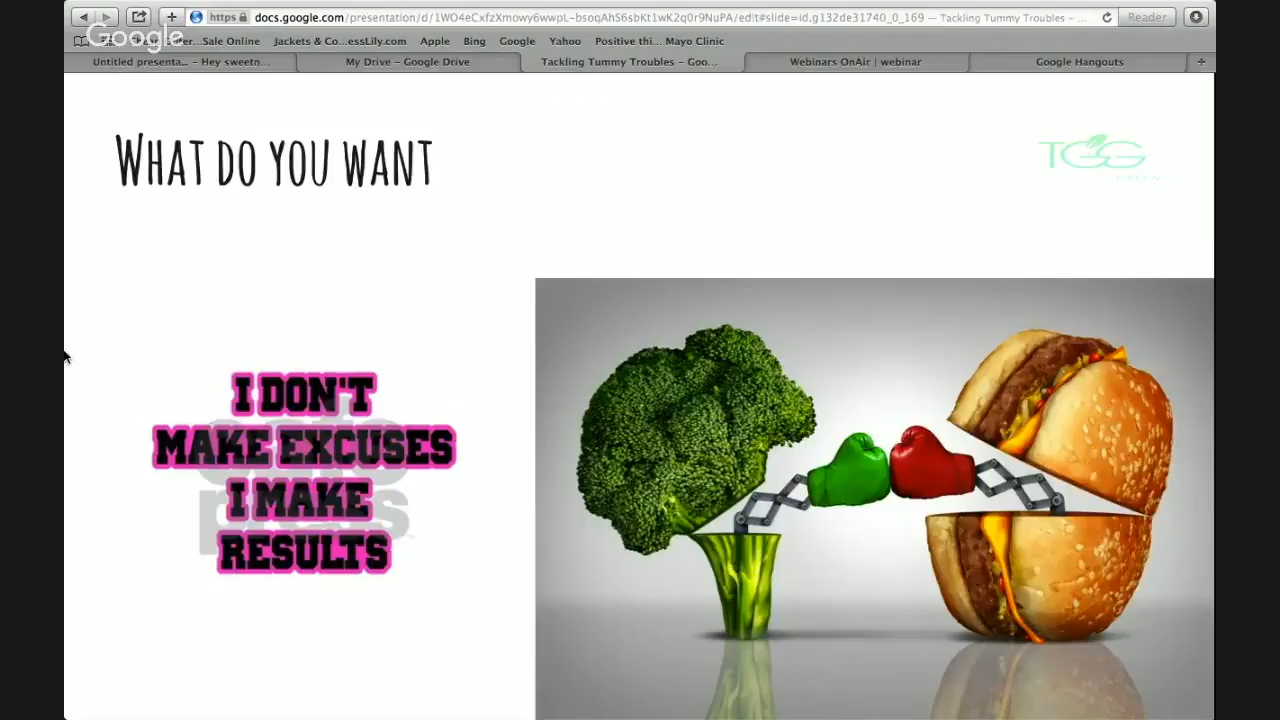 https docs.google.com/presentation/d/1WO4eCxfzXmowy6wwpL-bsoqAhS6sbKt1wK2q0r9NuPA/edit#slide=id.g132de31740_0_169 — Tackling Tummy Troubles – ... Reader
Google
Sale Online Jackets & Co...essLily.com Apple Bing Google Yahoo Positive thi... Mayo Clinic
Untitled presenta... – Hey sweetn... My Drive – Google Drive Tackling Tummy Troubles – Goo... Webinars OnAir | webinar Google Hangouts
WHAT DO YOU WANT
TGG
I DON'T
MAKE EXCUSES
I MAKE
RESULTS